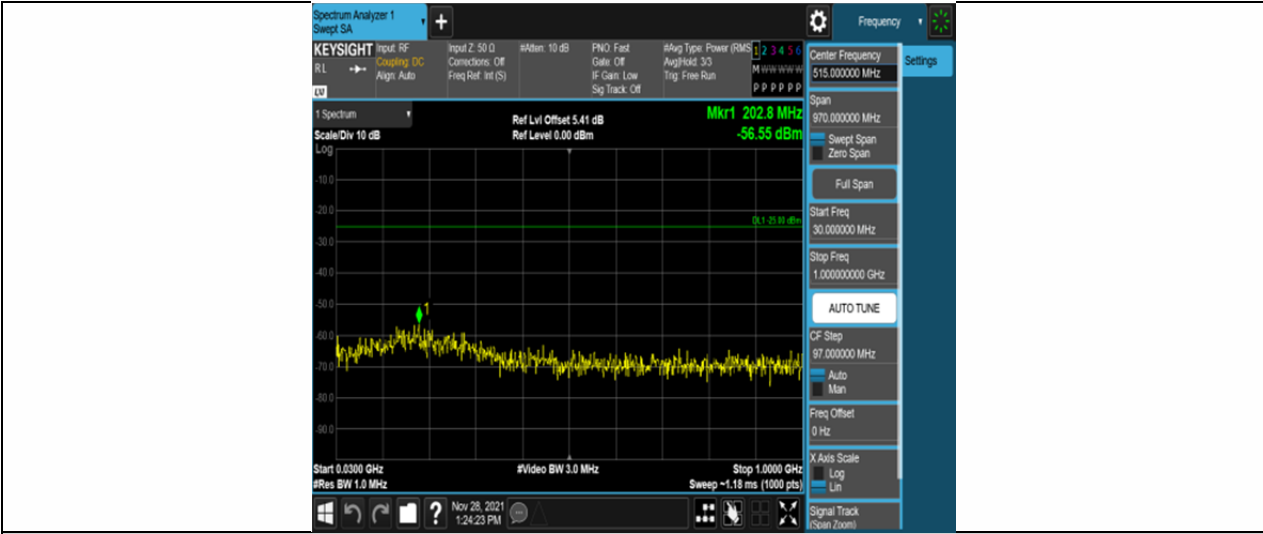 Spectrum Analyzer 1
Swept SA
+
Frequency
KEYSIGHT
RL
LV
Input: RF
Coupling: DC
Align: Auto
Input Z: 50 Ω
Corrections: Off
Freq Ref: Int (S)
#Atten: 10 dB
PNO: Fast
Gate: Off
IF Gain: Low
Sig Track: Off
#Avg Type: Power (RMS
Avg|Hold: 3/3
Trig: Free Run
1 2 3 4 5 6
M W W W W W
P P P P P P
1 Spectrum
Scale/Div 10 dB
Log
Ref Lvl Offset 5.41 dB
Ref Level 0.00 dBm
Mkr1 202.8 MHz
-56.55 dBm
-10.0
-20.0
DL1 -25.00 dBm
-30.0
-40.0
-50.0
1
-60.0
-70.0
-80.0
-90.0
Start 0.0300 GHz
#Res BW 1.0 MHz
#Video BW 3.0 MHz
Stop 1.0000 GHz
Sweep ~1.18 ms (1000 pts)
?
Nov 28, 2021
1:24:23 PM
Center Frequency
515.000000 MHz
Settings
Span
970.000000 MHz
Swept Span
Zero Span
Full Span
Start Freq
30.000000 MHz
Stop Freq
1.000000000 GHz
AUTO TUNE
CF Step
97.000000 MHz
Auto
Man
Freq Offset
0 Hz
X Axis Scale
Log
Lin
Signal Track
(Span Zoom)